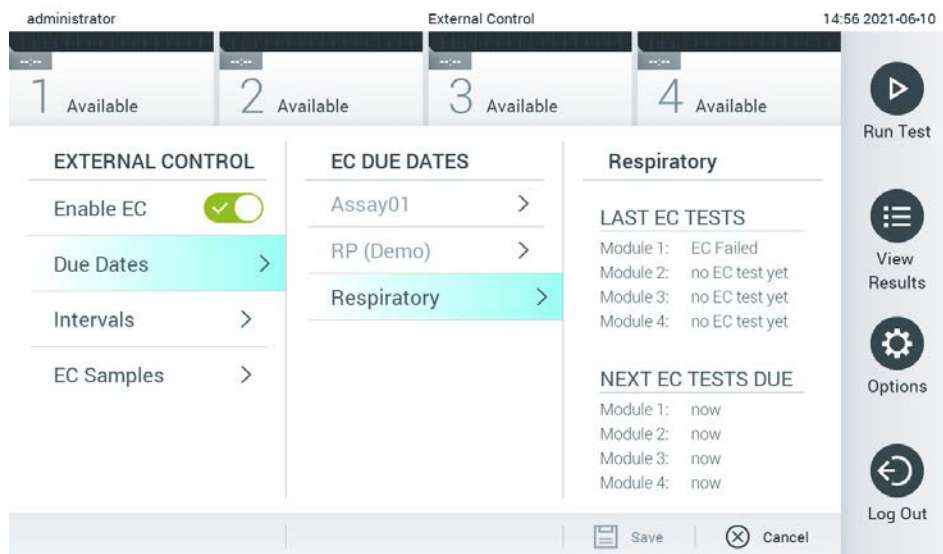 administrator
External Control
14:56 2021-06-10
--:--
1 Available
--:--
2 Available
--:--
3 Available
--:--
4 Available
EXTERNAL CONTROL
Enable EC
Due Dates
Intervals
EC Samples
EC DUE DATES
Assay01
RP (Demo)
Respiratory
Respiratory
LAST EC TESTS
Module 1: EC Failed
Module 2: no EC test yet
Module 3: no EC test yet
Module 4: no EC test yet
NEXT EC TESTS DUE
Module 1: now
Module 2: now
Module 3: now
Module 4: now
Run Test
View
Results
Options
Log Out
Save
Cancel